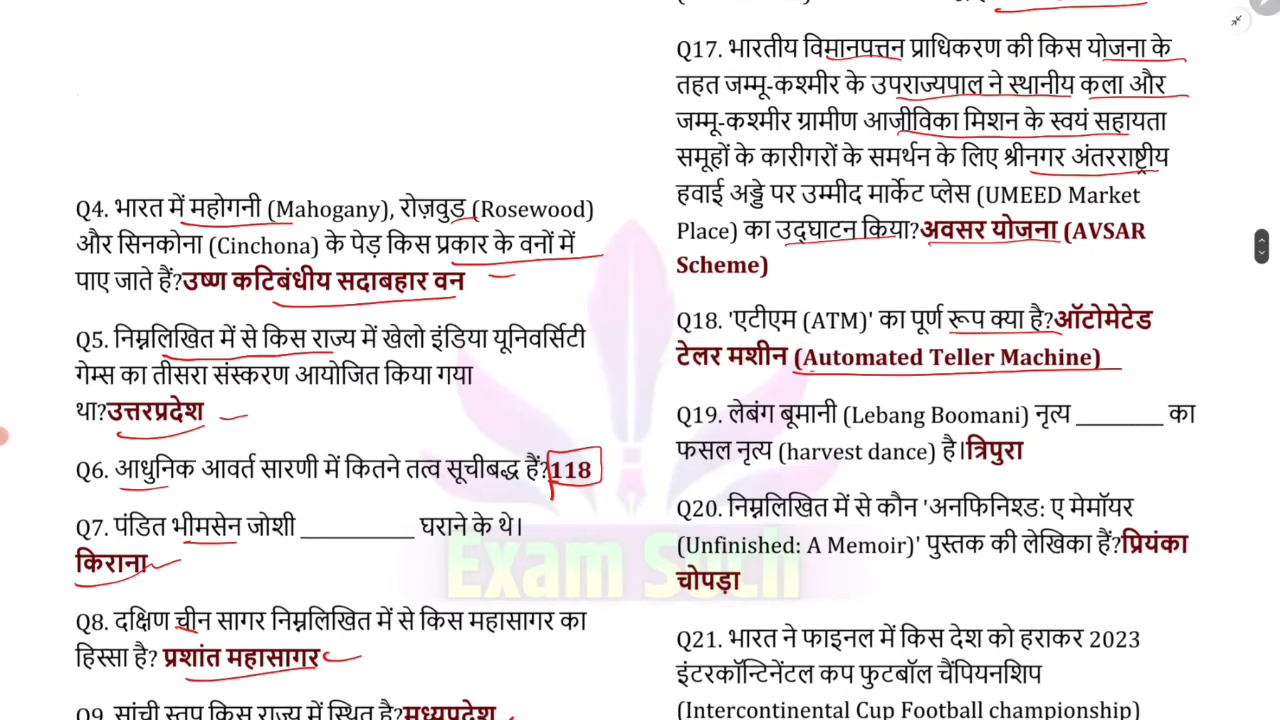 Q4. भारत में महोगनी (Mahogany), रोज़वुड (Rosewood)
और सिनकोना (Cinchona) के पेड़ किस प्रकार के वनों में
पाए जाते हैं?उष्ण कटिबंधीय सदाबहार वन
Q5. निम्नलिखित में से किस राज्य में खेलो इंडिया यूनिवर्सिटी
गेम्स का तीसरा संस्करण आयोजित किया गया
था?उत्तरप्रदेश
Q6. आधुनिक आवर्त सारणी में कितने तत्व सूचीबद्ध हैं?118
Q7. पंडित भीमसेन जोशी __________ घराने के थे।
किराना
Q8. दक्षिण चीन सागर निम्नलिखित में से किस महासागर का
हिस्सा है? प्रशांत महासागर
Q9. सांची स्तूप किस राज्य में स्थित है?मध्यप्रदेश
Q17. भारतीय विमानपत्तन प्राधिकरण की किस योजना के
तहत जम्मू-कश्मीर के उपराज्यपाल ने स्थानीय कला और
जम्मू-कश्मीर ग्रामीण आजीविका मिशन के स्वयं सहायता
समूहों के कारीगरों के समर्थन के लिए श्रीनगर अंतरराष्ट्रीय
हवाई अड्डे पर उम्मीद मार्केट प्लेस (UMEED Market
Place) का उद्घाटन किया?अवसर योजना (AVSAR
Scheme)
Q18. 'एटीएम (ATM)' का पूर्ण रूप क्या है?ऑटोमेटेड
टेलर मशीन (Automated Teller Machine)
Q19. लेबंग बूमानी (Lebang Boomani) नृत्य ________ का
फसल नृत्य (harvest dance) है।त्रिपुरा
Q20. निम्नलिखित में से कौन 'अनफिनिश्ड: ए मेमॉयर
(Unfinished: A Memoir)' पुस्तक की लेखिका हैं?प्रियंका
चोपड़ा
Q21. भारत ने फाइनल में किस देश को हराकर 2023
इंटरकॉन्टिनेंटल कप फुटबॉल चैंपियनशिप
(Intercontinental Cup Football championship)
Exam Such